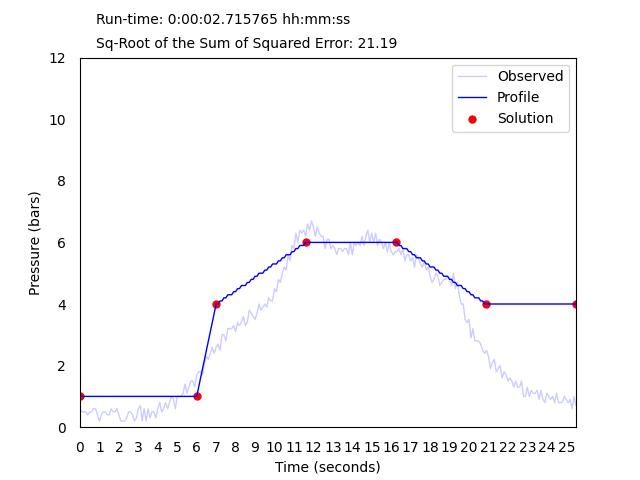 Run-time: 0:00:02.715765 hh:mm:ss
Sq-Root of the Sum of Squared Error: 21.19
12
10
8
6
4
2
0
Pressure (bars)
Observed
Profile
Solution
0 1 2 3 4 5 6 7 8 9 10 11 12 13 14 15 16 17 18 19 20 21 22 23 24 25
Time (seconds)